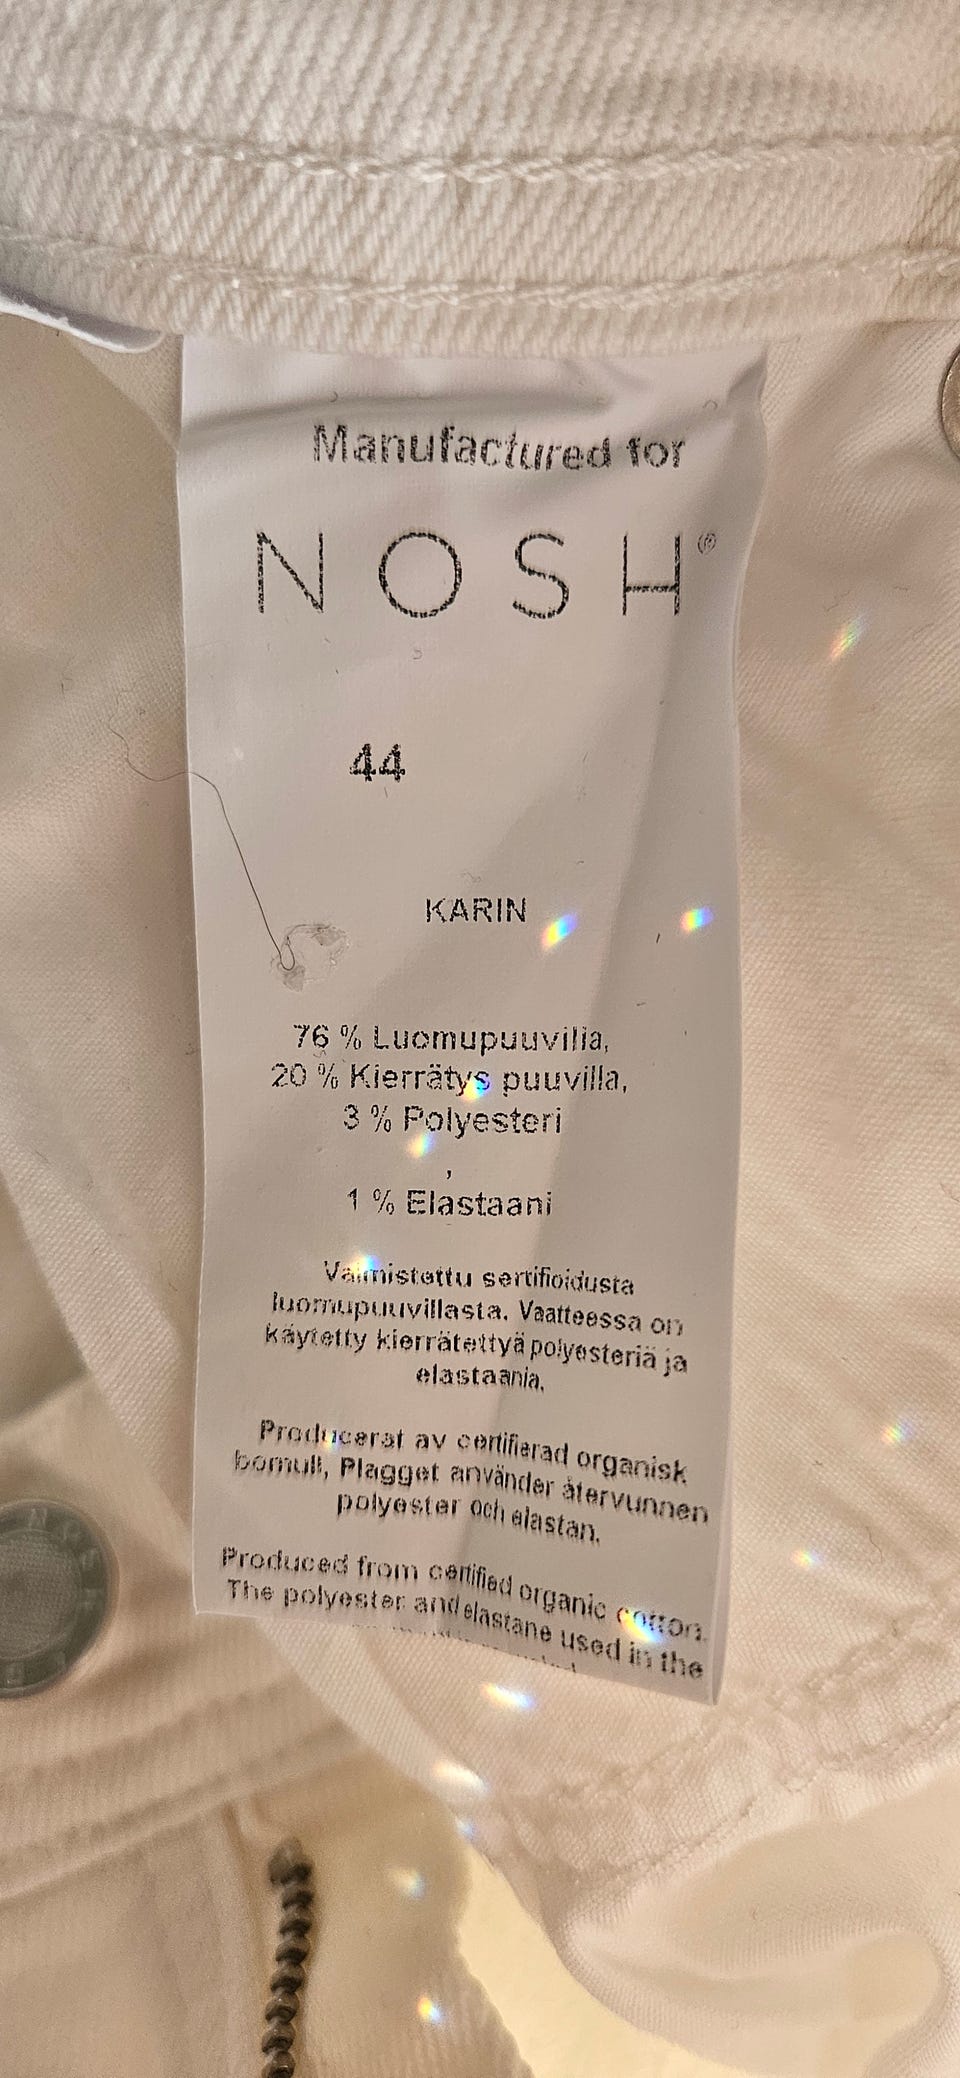 Manufactured for
NOSH®
44
KARIN
76 % Luomupuuvilla,
20 % Kierrätys puuvilla,
3 % Polyesteri
,
1 % Elastaani
Valmistettu sertifioidusta
luomupuuvillasta. Vaatteessa on
käytetty kierrätettyä polyesteriä ja
elastaania.
Producerat av certifierad organisk
bomull, Plagget använder återvunnen
polyester och elastan.
Produced from certified organic cotton.
The polyester and elastane used in the